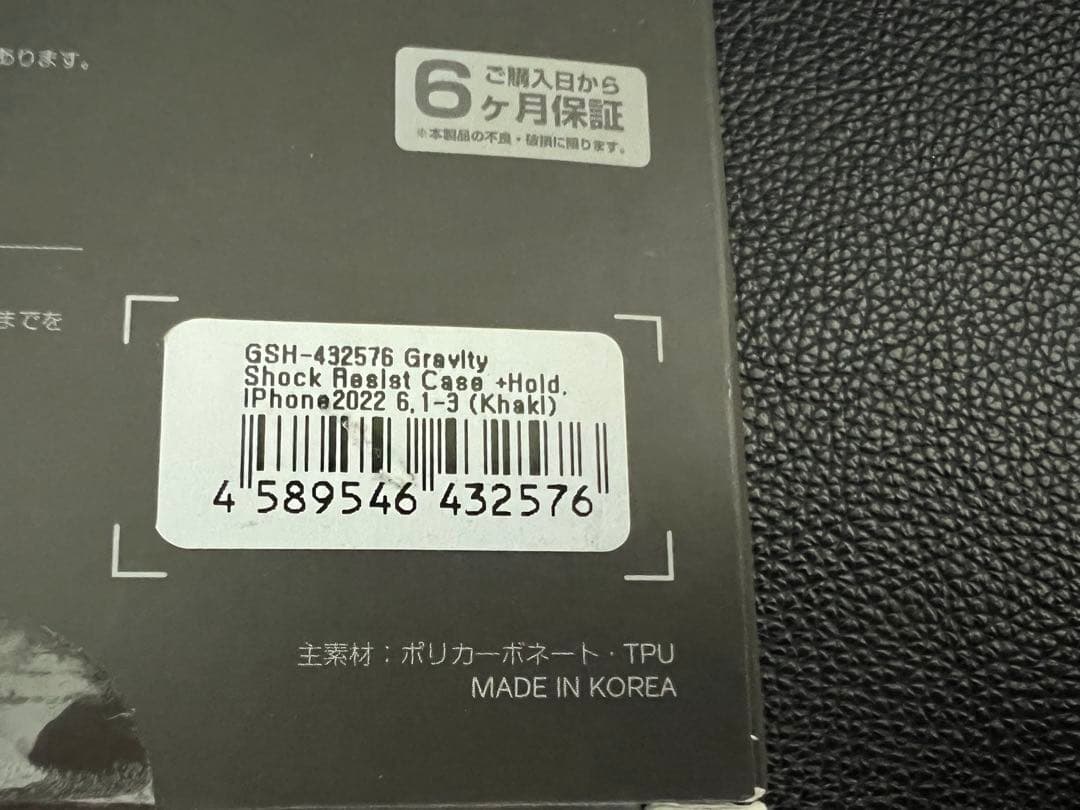 あります。
6 ご購入日から
ヶ月保証
※本製品の不良・破損に限ります。
までを
GSH-432576 Gravity
Shock Resist Case +Hold.
iPhone2022 6.1-3 (Khaki)
4 589546 432576
主素材：ポリカーボネート・TPU
MADE IN KOREA